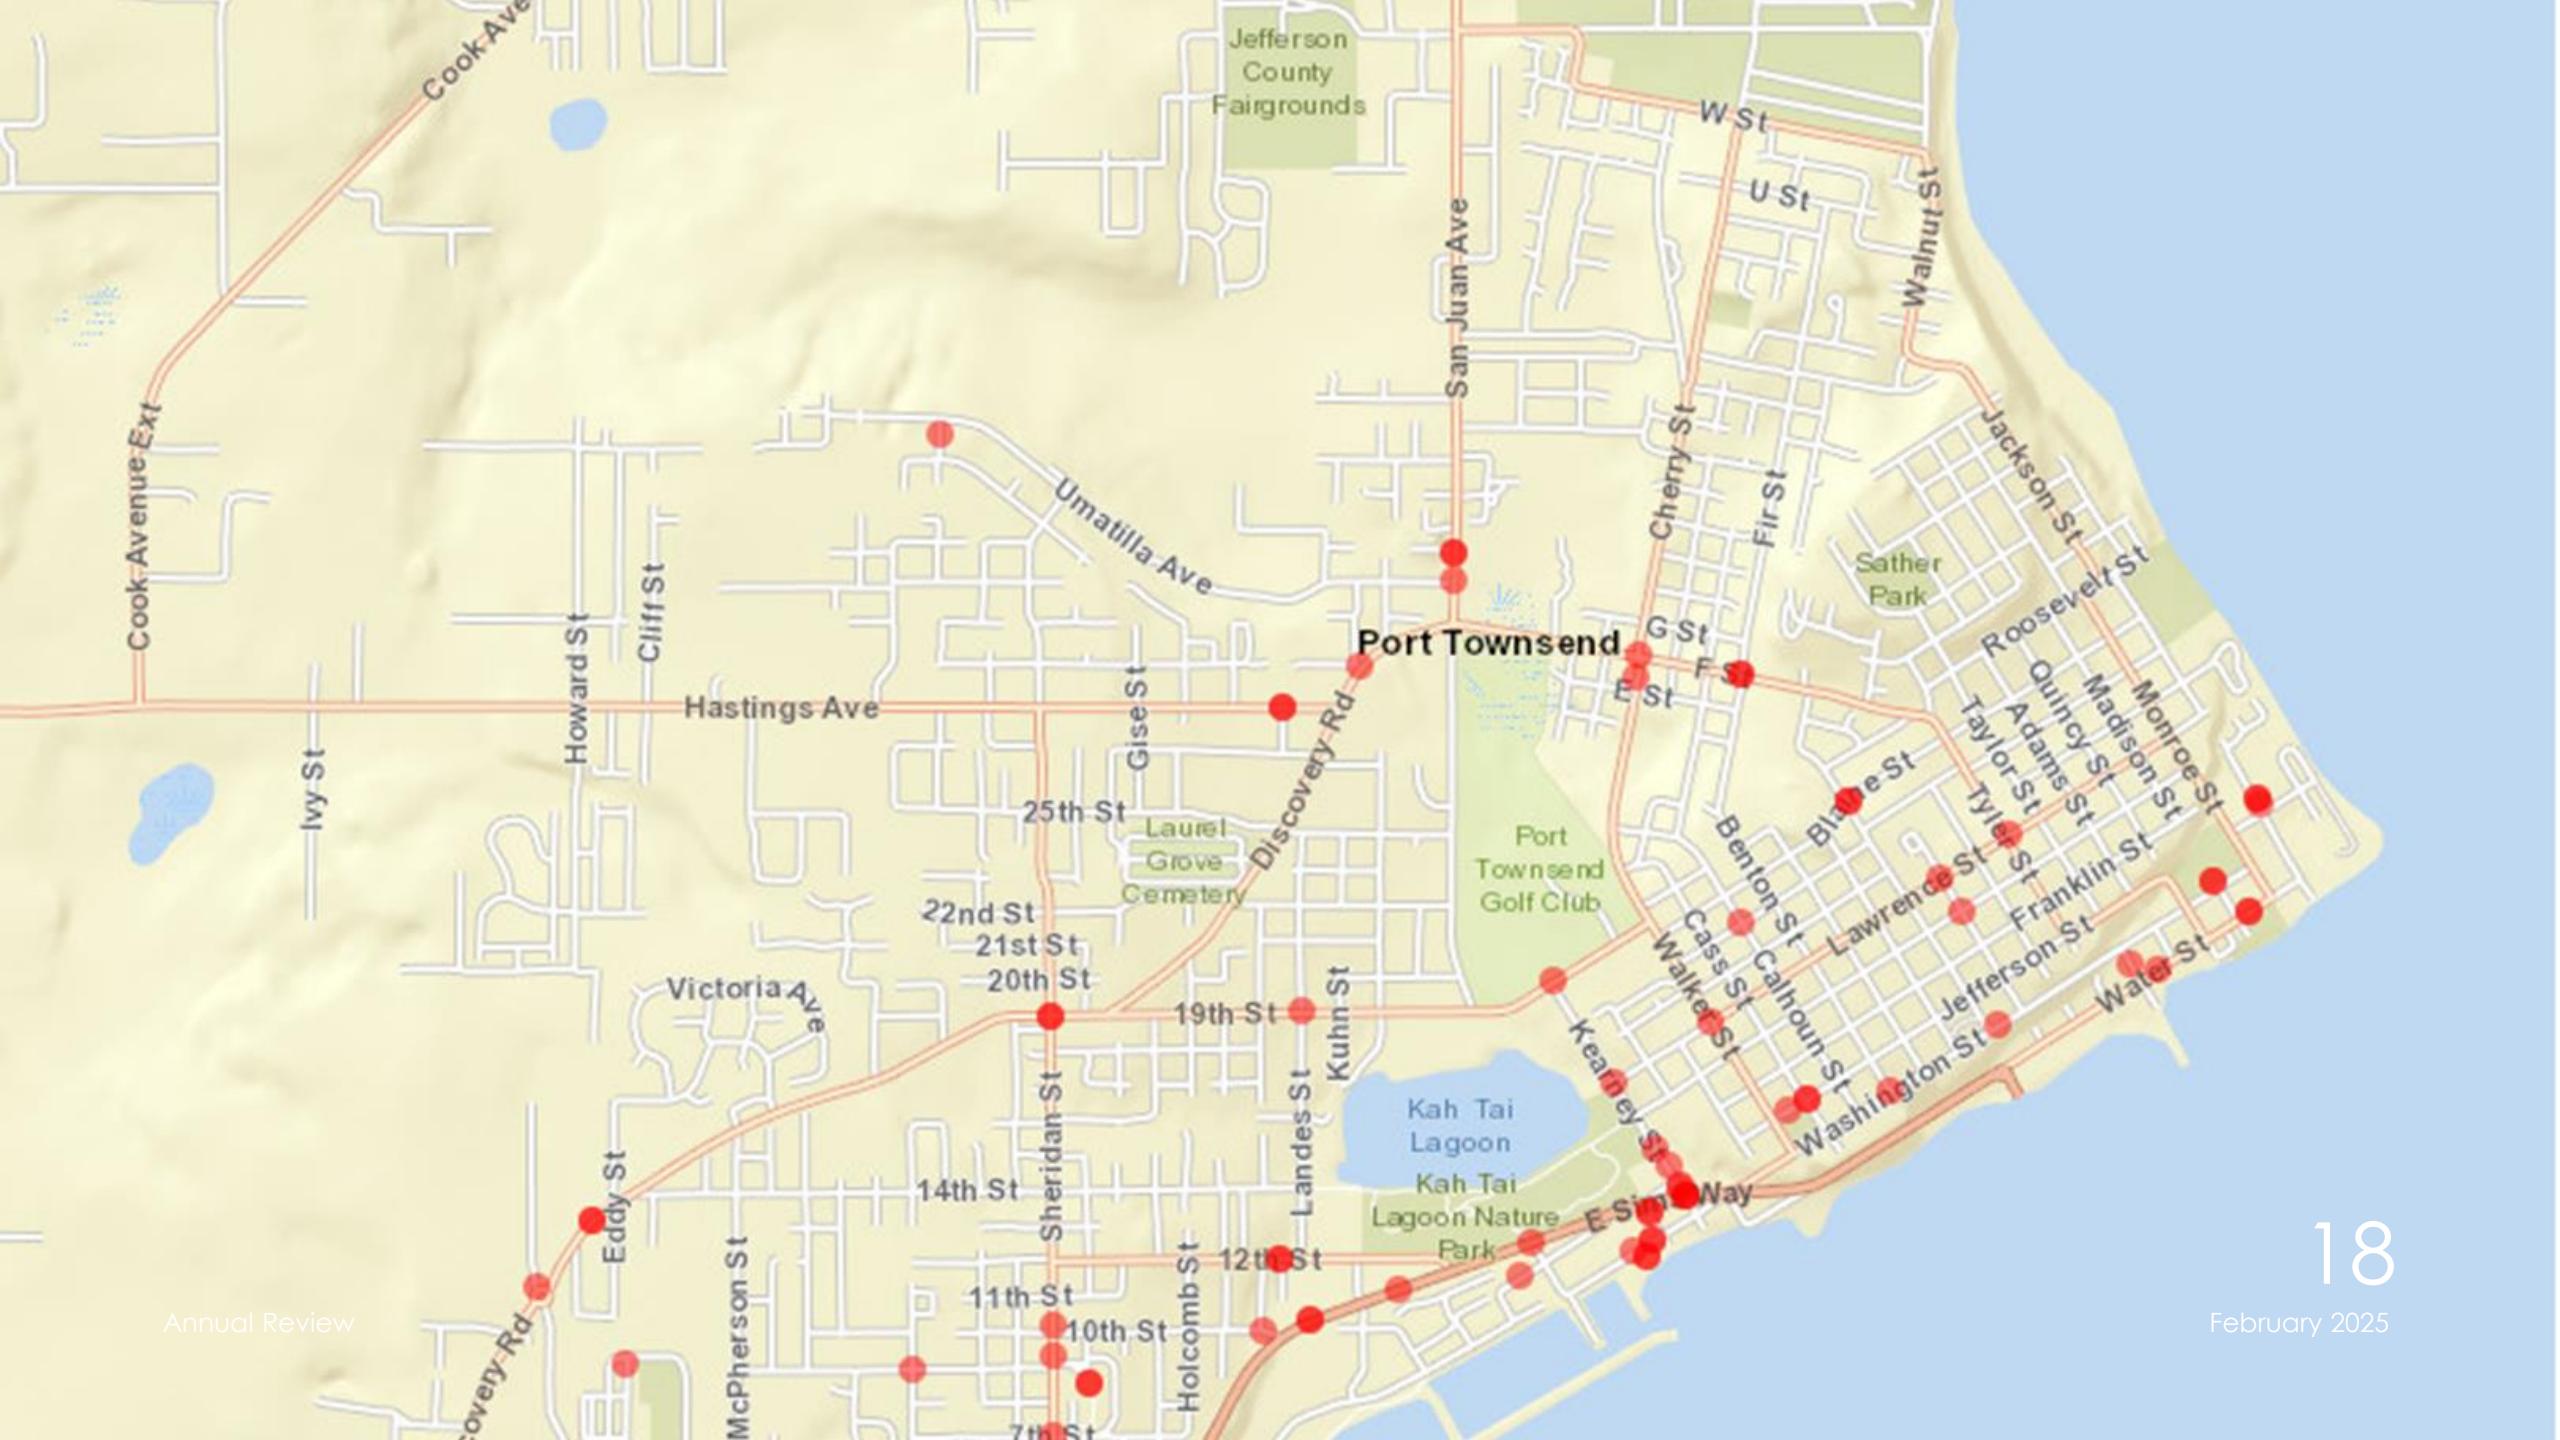 Cook Ave
Jefferson
County
Fairgrounds
W St
U St
Walnut St
San Juan Ave
Cook Avenue Ext
Cherry St
Fir St
Jackson St
Umatilla Ave
Sather
Park
Roosevelt St
Howard St
Cliff St
Port Townsend
G St
F S
E St
Hastings Ave
Gise St
Discovery Rd
Quincy St
Madison St
Monroe St
Adams St
Taylor St
Tyler St
Ivy St
25th St
Laurel
Grove
Cemetery
Port
Townsend
Golf Club
Blaine St
Benton St
Franklin St
Lawrence St
22nd St
21st St
20th St
Cass St
Walker St
Calhoun St
Jefferson St
Water St
Victoria Ave
19th St
Kuhn St
Kearney St
Washington St
Kah Tai
Lagoon
Sheridan St
Landes St
Eddy St
14th St
Kah Tai
Lagoon Nature
Park
E Sims Way
McPherson St
Holcomb St
12th St
11th St
10th St
7th St
covery Rd
18
Annual Review
February 2025